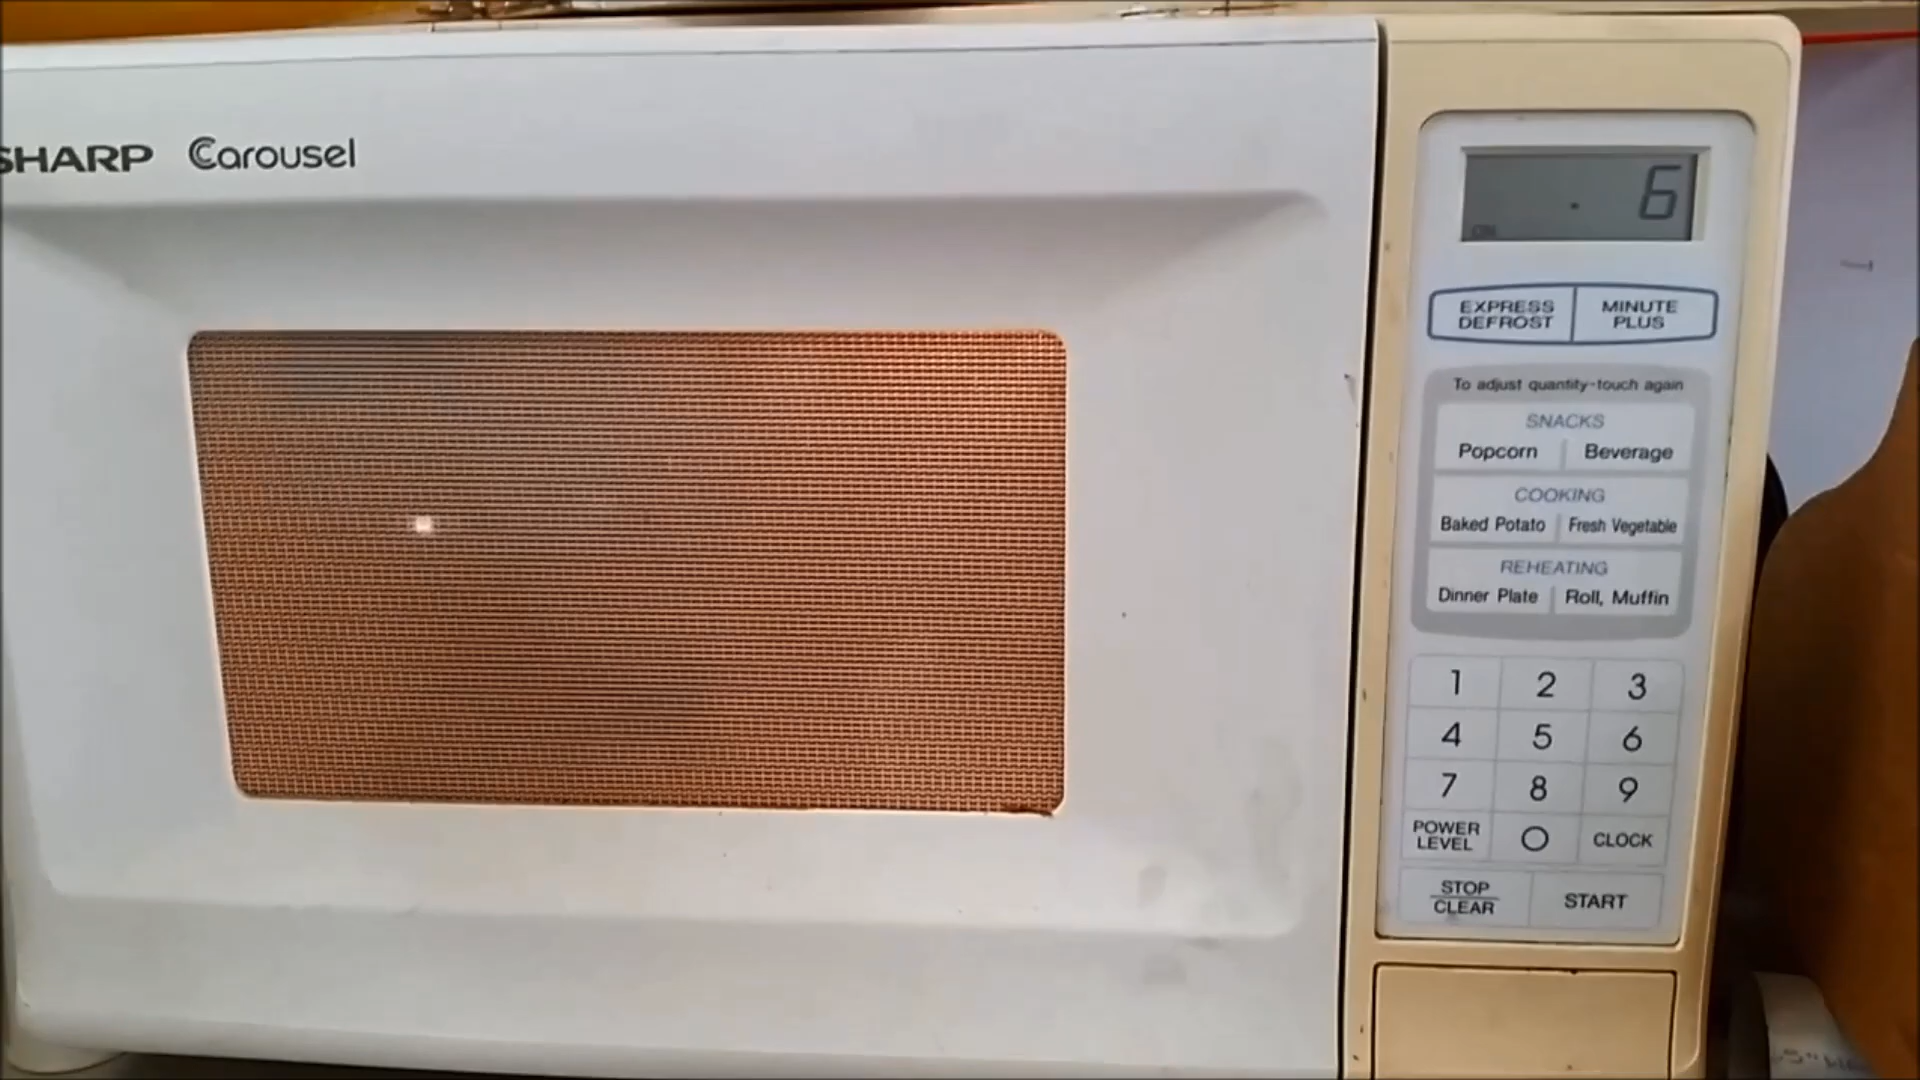 SHARP Carousel
. 6
ON
EXPRESS DEFROST
MINUTE PLUS
To adjust quantity-touch again
SNACKS
Popcorn Beverage
COOKING
Baked Potato Fresh Vegetable
REHEATING
Dinner Plate Roll, Muffin
1 2 3
4 5 6
7 8 9
POWER LEVEL 0 CLOCK
STOP CLEAR START